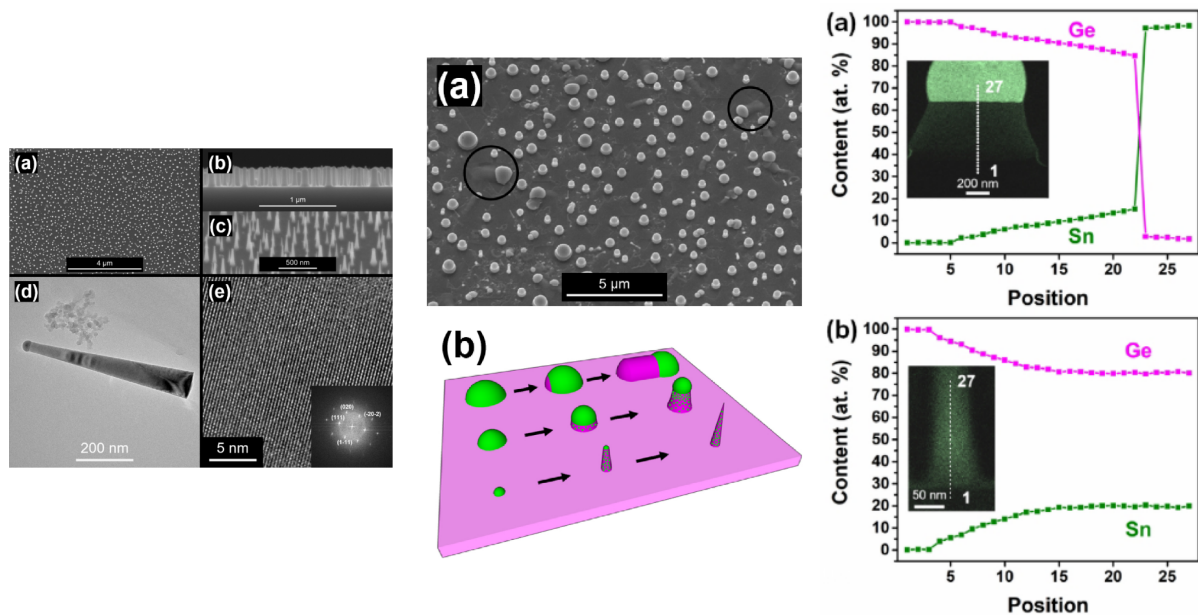 (a)
(b)
4 µm
1 µm
(c)
500 nm
(d)
200 nm
(e)
5 nm
(020)
(111)
(-20-2)
(1-11)
(a)
5 µm
(b)
(a)
100
90
80
70
60
50
40
30
20
10
0
Content (at. %)
Ge
27
1
200 nm
Sn
5
10
15
20
25
Position
(b)
100
90
80
70
60
50
40
30
20
10
0
Content (at. %)
Ge
27
1
50 nm
Sn
5
10
15
20
25
Position